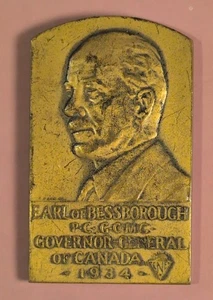 EARL OF BESSBOROUGH
P.C. G.C.M.G.
GOVERNOR GENERAL
OF CANADA
1934